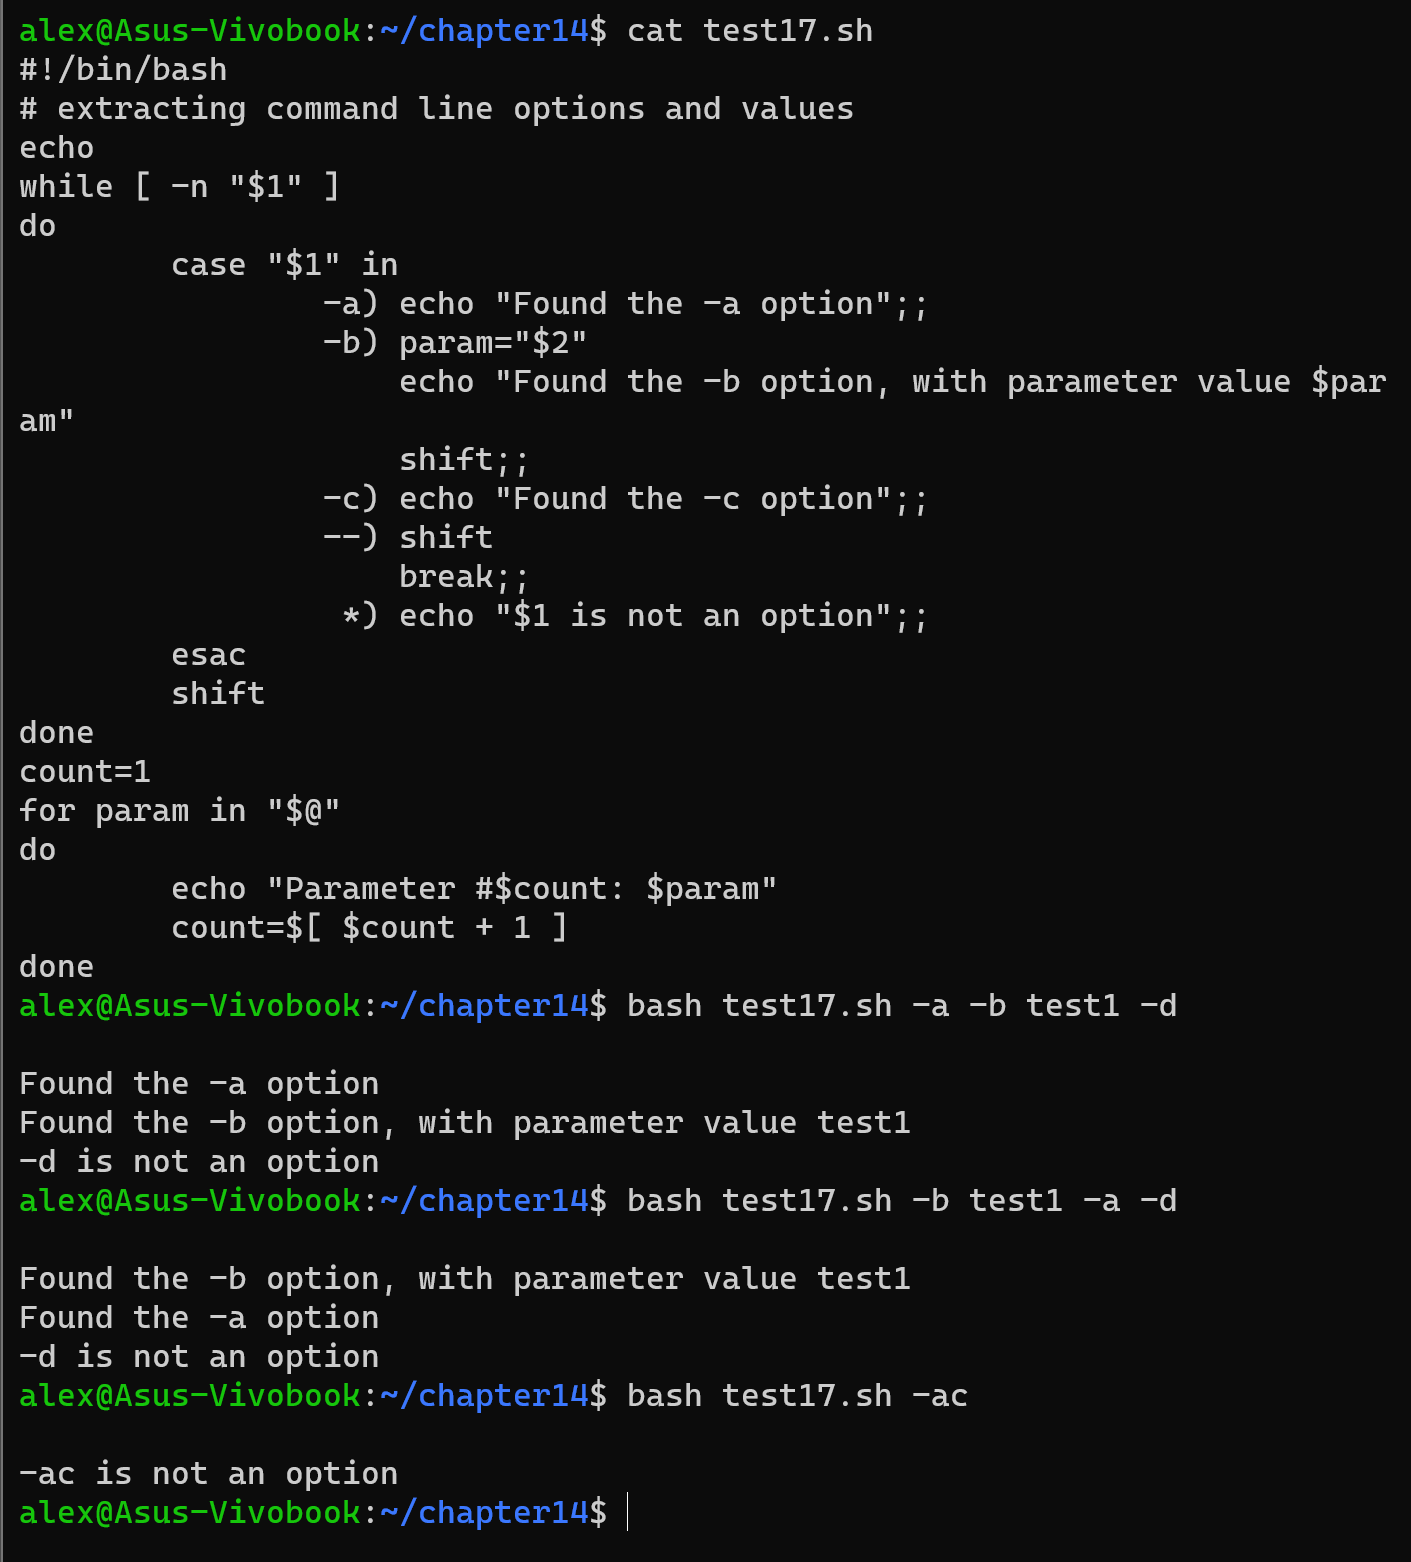 alex@Asus-Vivobook:~/chapter14$ cat test17.sh
#!/bin/bash
# extracting command line options and values
echo
while [ -n "$1" ]
do
        case "$1" in
                -a) echo "Found the -a option";;
                -b) param="$2"
                    echo "Found the -b option, with parameter value $par
am"
                    shift;;
                -c) echo "Found the -c option";;
                --) shift
                    break;;
                 *) echo "$1 is not an option";;
        esac
        shift
done
count=1
for param in "$@"
do
        echo "Parameter #$count: $param"
        count=$[ $count + 1 ]
done
alex@Asus-Vivobook:~/chapter14$ bash test17.sh -a -b test1 -d

Found the -a option
Found the -b option, with parameter value test1
-d is not an option
alex@Asus-Vivobook:~/chapter14$ bash test17.sh -b test1 -a -d

Found the -b option, with parameter value test1
Found the -a option
-d is not an option
alex@Asus-Vivobook:~/chapter14$ bash test17.sh -ac

-ac is not an option
alex@Asus-Vivobook:~/chapter14$